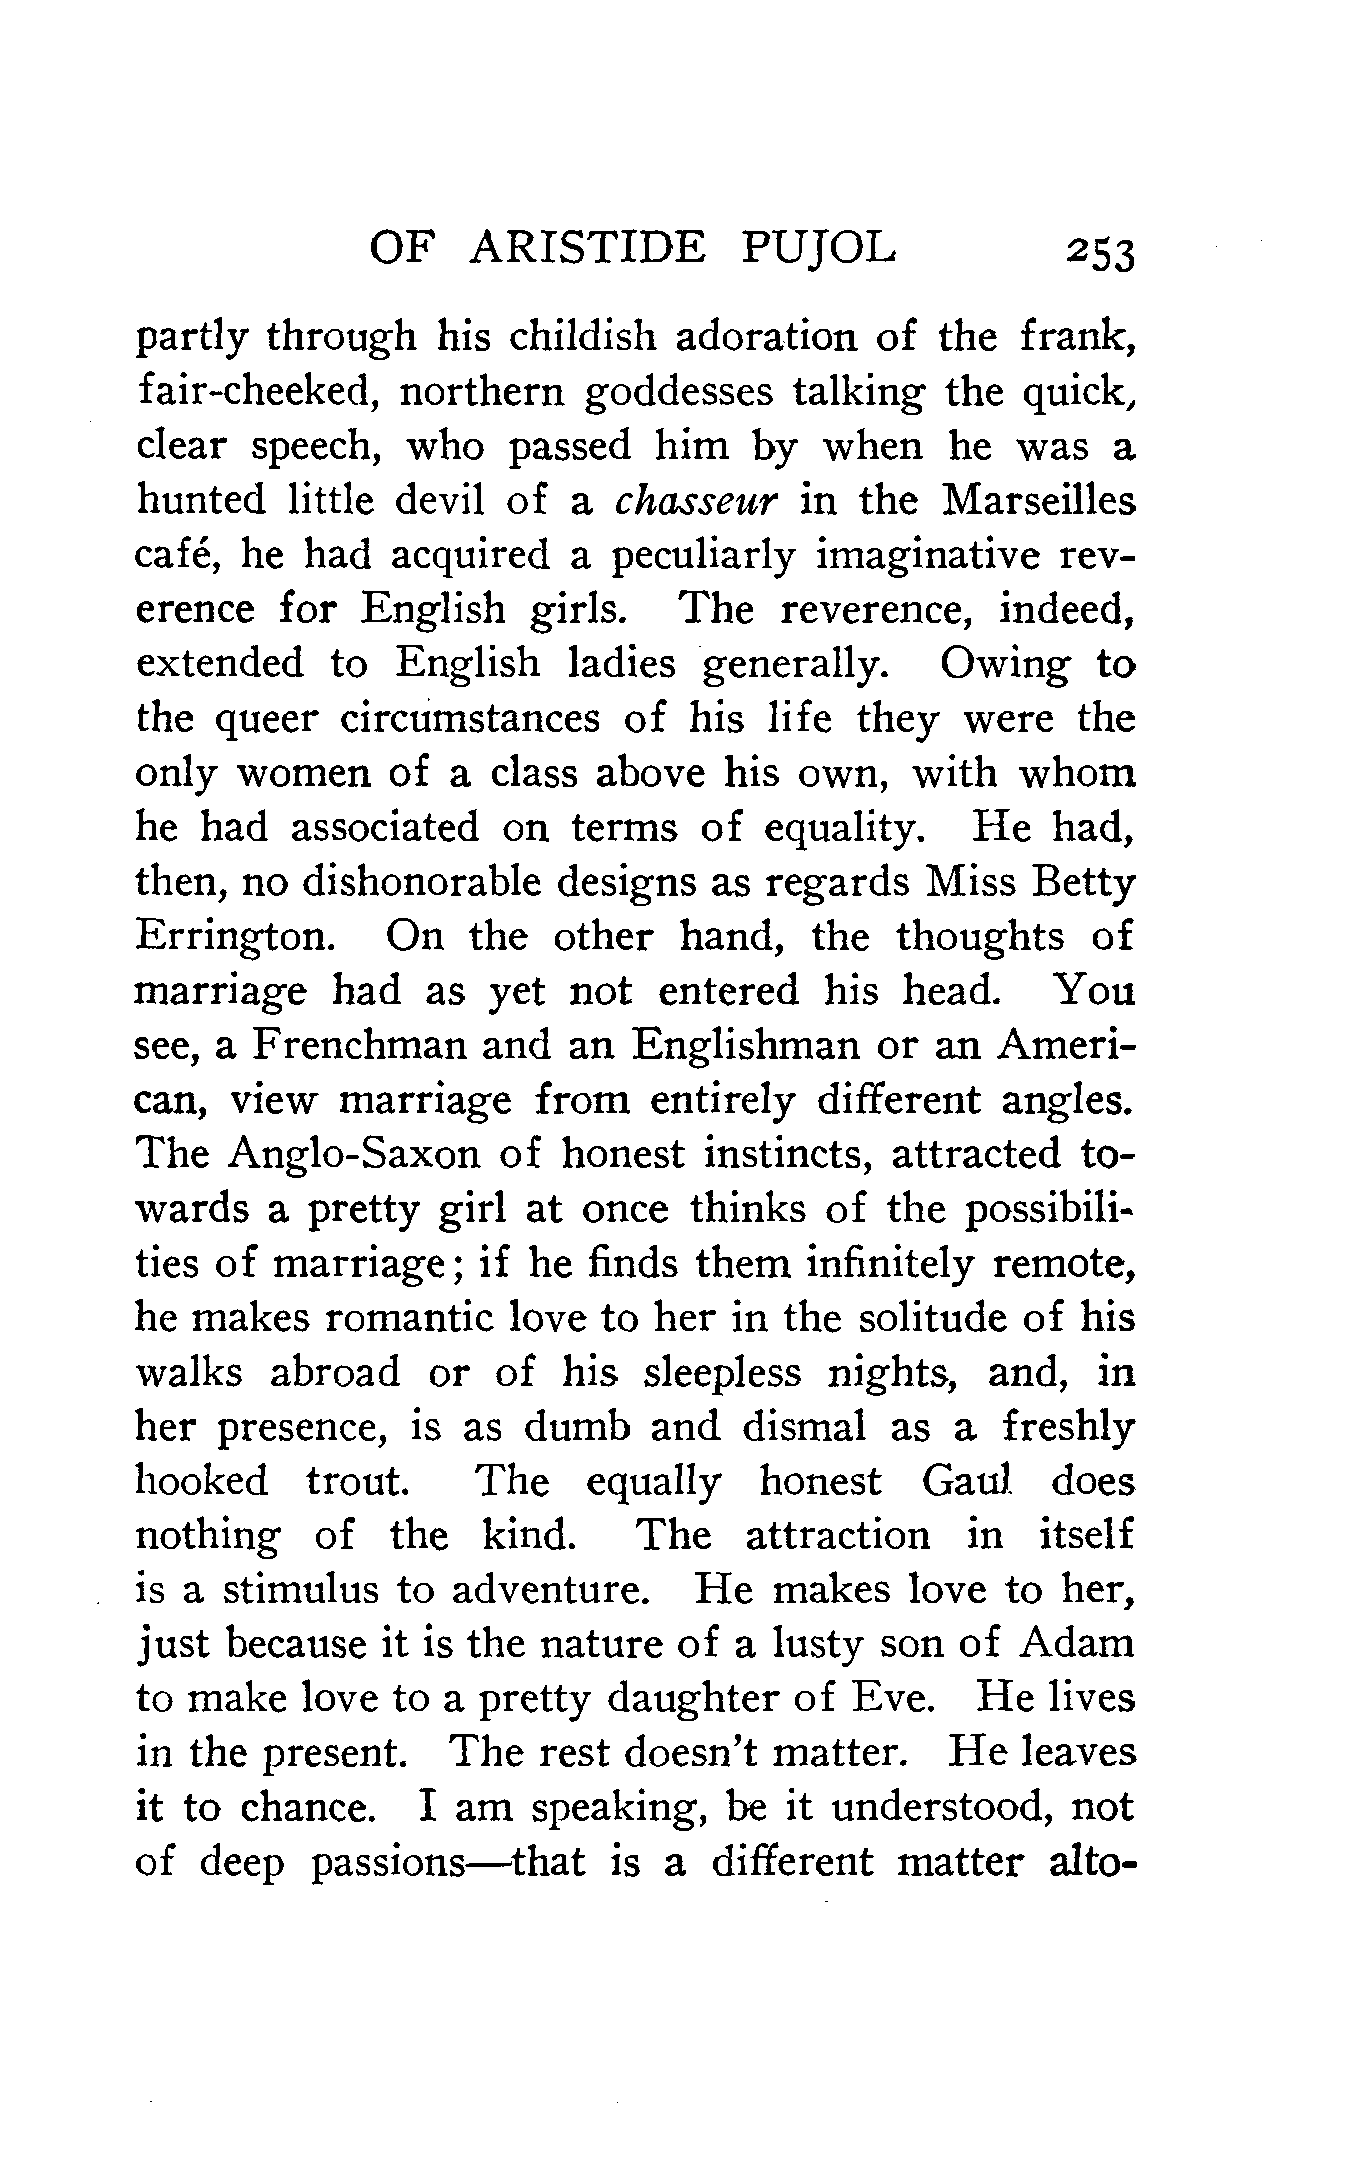 OF ARISTIDE PUJOL 253
partly through his childish adoration of the frank,
fair-cheeked, northern goddesses talking the quick,
clear speech, who passed him by when he was a
hunted little devil of a chasseur in the Marseilles
café, he had acquired a peculiarly imaginative rev-
erence for English girls. The reverence, indeed,
extended to English ladies generally. Owing to
the queer circumstances of his life they were the
only women of a class above his own, with whom
he had associated on terms of equality. He had,
then, no dishonorable designs as regards Miss Betty
Errington. On the other hand, the thoughts of
marriage had as yet not entered his head. You
see, a Frenchman and an Englishman or an Ameri-
can, view marriage from entirely different angles.
The Anglo-Saxon of honest instincts, attracted to-
wards a pretty girl at once thinks of the possibili-
ties of marriage; if he finds them infinitely remote,
he makes romantic love to her in the solitude of his
walks abroad or of his sleepless nights, and, in
her presence, is as dumb and dismal as a freshly
hooked trout. The equally honest Gaul does
nothing of the kind. The attraction in itself
is a stimulus to adventure. He makes love to her,
just because it is the nature of a lusty son of Adam
to make love to a pretty daughter of Eve. He lives
in the present. The rest doesn't matter. He leaves
it to chance. I am speaking, be it understood, not
of deep passions—that is a different matter alto-